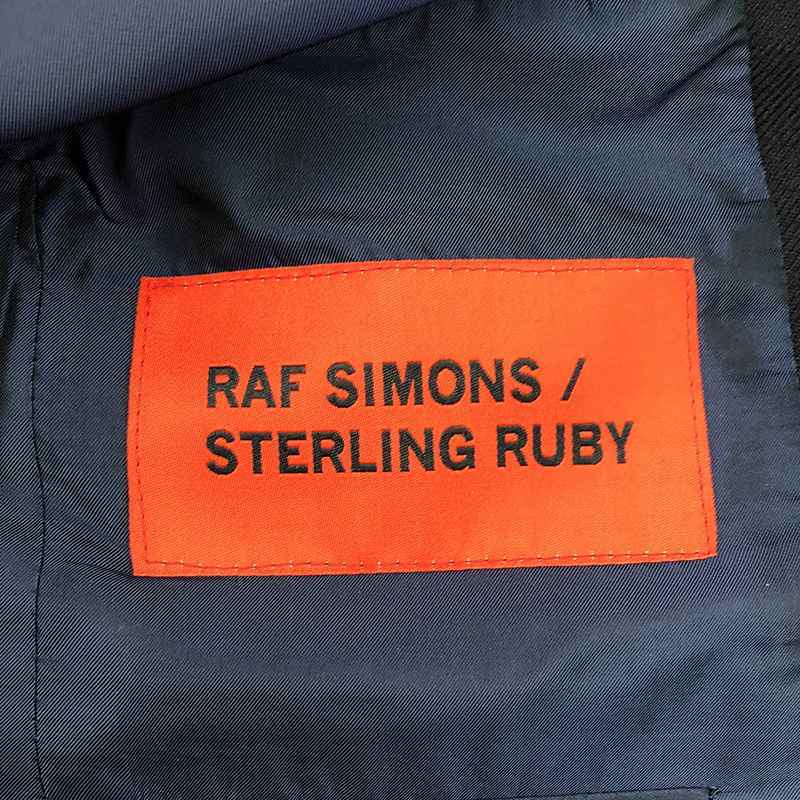 RAF SIMONS /
STERLING RUBY